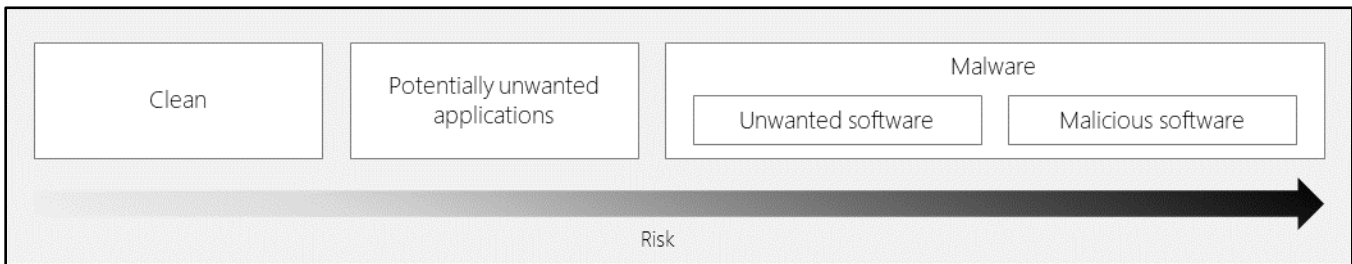 Clean
Potentially unwanted
applications
Malware
Unwanted software
Malicious software
Risk